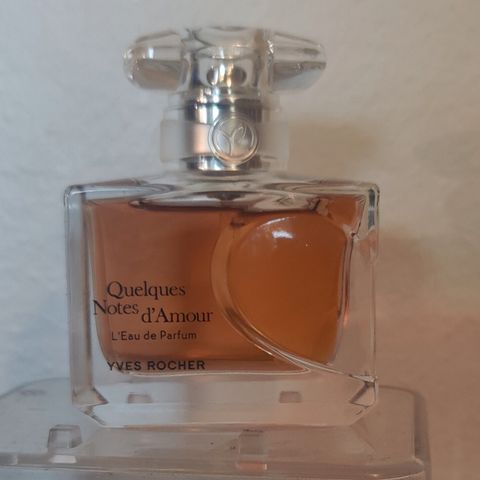 Quelques
Notes d'Amour
L'Eau de Parfum
YVES ROCHER